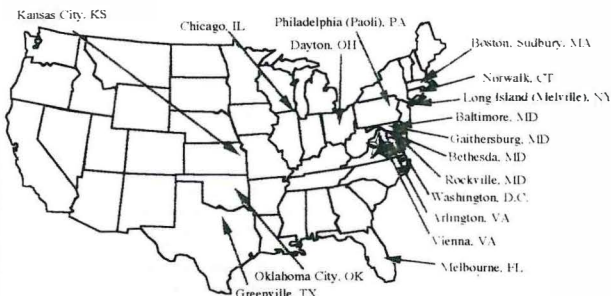 Kansas City, KS
Chicago, IL
Philadelphia (Paoli), PA
Dayton, OH
Boston, Sudbury, MA
Norwalk, CT
Long Island (Melville), NY
Baltimore, MD
Gaithersburg, MD
Bethesda, MD
Rockville, MD
Washington, D.C.
Arlington, VA
Vienna, VA
Melbourne, FL
Oklahoma City, OK
Greenville, TX